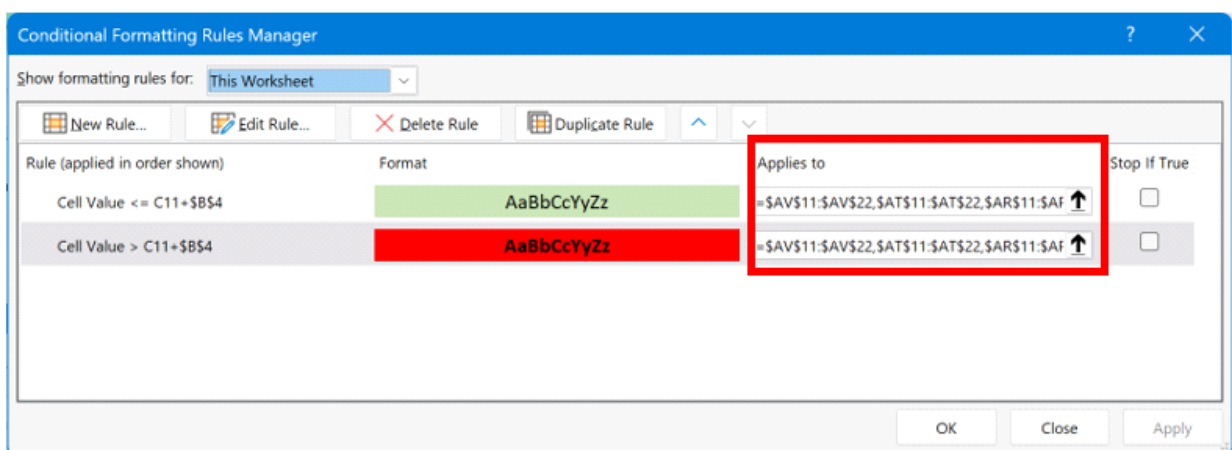 Conditional Formatting Rules Manager ?
Show formatting rules for: This Worksheet
New Rule... Edit Rule... Delete Rule Duplicate Rule
Rule (applied in order shown) Format Applies to Stop If True
Cell Value <= C11+$B$4 AaBbCcYyZz =$AV$11:$AV$22,$AT$11:$AT$22,$AR$11:$AF
Cell Value > C11+$B$4 AaBbCcYyZz =$AV$11:$AV$22,$AT$11:$AT$22,$AR$11:$AF
OK Close Apply